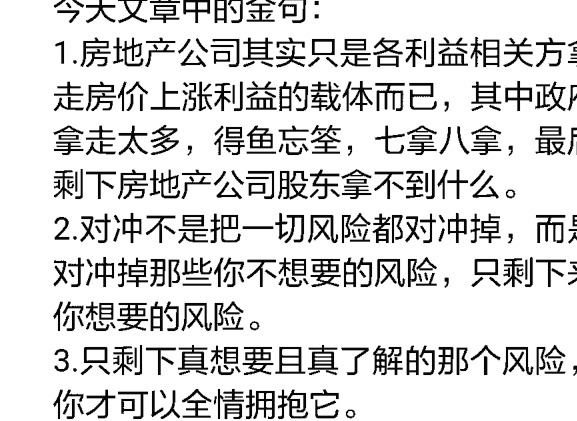 今天文章中的金句：
1.房地产公司其实只是各利益相关方
走房价上涨利益的载体而已，其中政
拿走太多，得鱼忘筌，七拿八拿，最
剩下房地产公司股东拿不到什么。
2.对冲不是把一切风险都对冲掉，而
对冲掉那些你不想要的风险，只剩下
你想要的风险。
3.只剩下真想要且真了解的那个风险，
你才可以全情拥抱它。